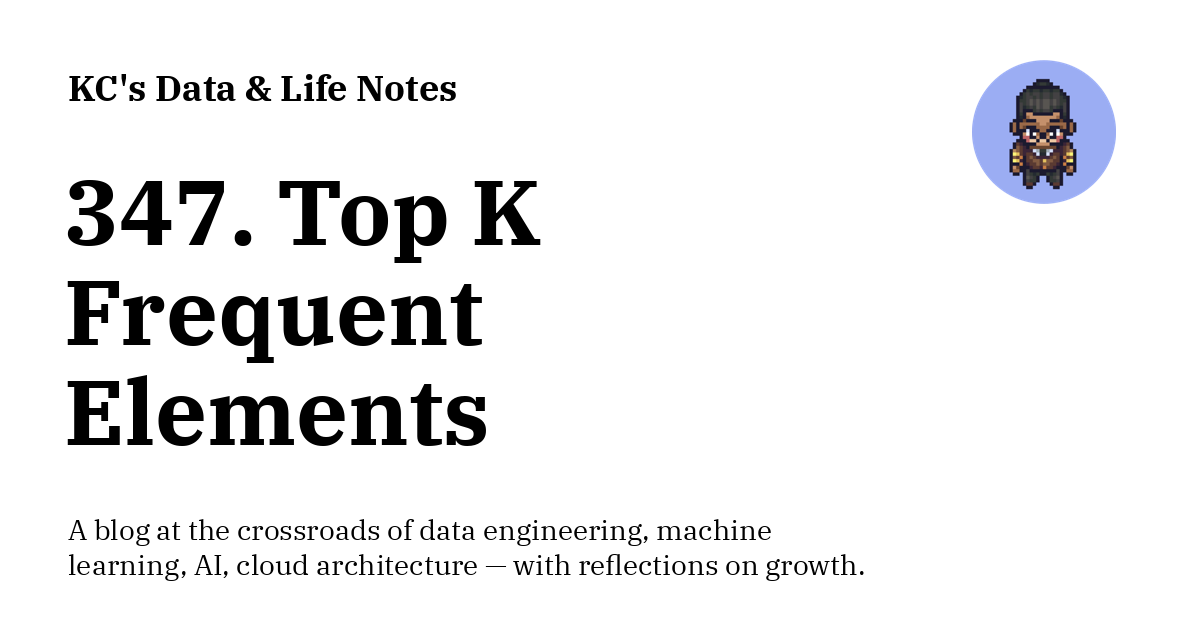 KC's Data & Life Notes
347. Top K
Frequent
Elements
A blog at the crossroads of data engineering, machine
learning, AI, cloud architecture — with reflections on growth.